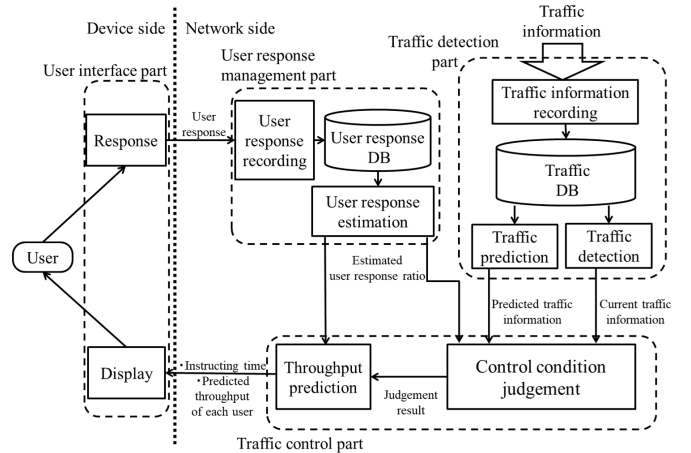 Device side
Network side
Traffic
information
User interface part
User response
management part
Traffic detection
part
Response
User
response
User
response
recording
User response
DB
User response
estimation
Traffic information
recording
Traffic
DB
Traffic
prediction
Traffic
detection
User
Estimated
user response ratio
Predicted traffic
information
Current traffic
information
Display
・Instructing time
・Predicted
throughput
of each user
Throughput
prediction
Judgement
result
Control condition
judgement
Traffic control part